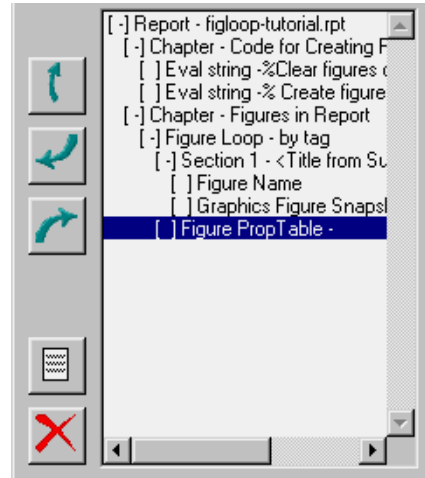 [-] Report - figloop-tutorial.rpt
[-] Chapter - Code for Creating F
[ ] Eval string -%Clear figures
[ ] Eval string -% Create figure
[-] Chapter - Figures in Report
[-] Figure Loop - by tag
[-] Section 1 - <Title from Su
[ ] Figure Name
[ ] Graphics Figure Snapsl
[ ] Figure PropTable -